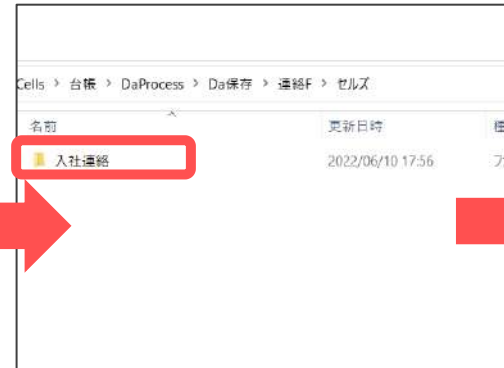 Cells > 台帳 > DaProcess > Da保存 > 連絡F > セルズ
名前 更新日時
入社連絡 2022/06/10 17:56